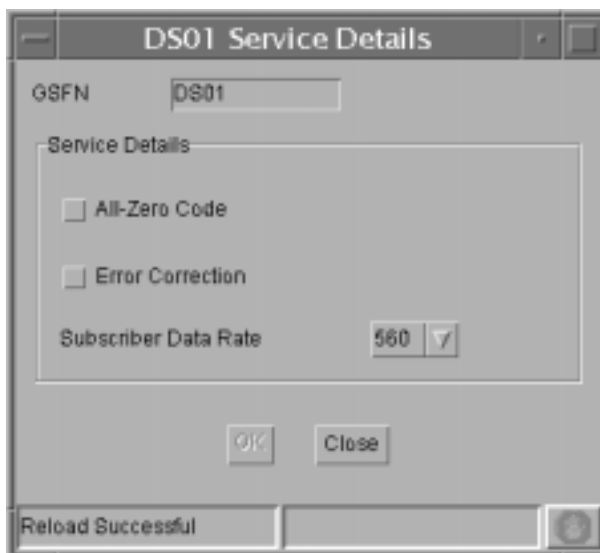 DS01 Service Details
GSFN DS01
Service Details
All-Zero Code
Error Correction
Subscriber Data Rate 560
OK Close
Reload Successful